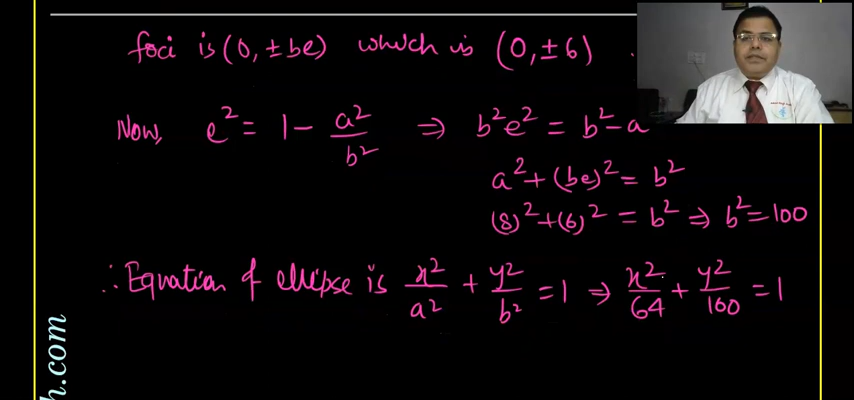 foci is (0, ±be) which is (0, ±6) .
Now, e² = 1 - a²/b² ⇒ b²e² = b² - a
a² + (be)² = b²
(8)² + (6)² = b² ⇒ b² = 100
∴ Equation of ellipse is x²/a² + y²/b² = 1 ⇒ x²/64 + y²/100 = 1
h.com